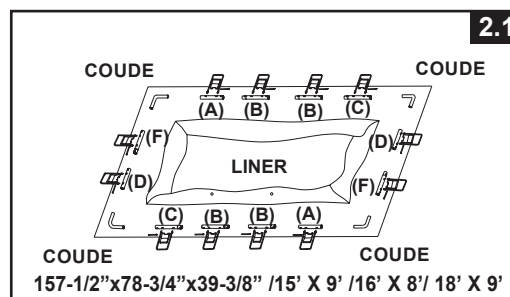 2.1
COUDE COUDE
(A) (B) (B) (C)
(F) (D)
LINER
(D) (F)
(C) (B) (B) (A)
COUDE COUDE
157-1/2”x78-3/4”x39-3/8” /15’ X 9’ /16’ X 8’/ 18’ X 9’